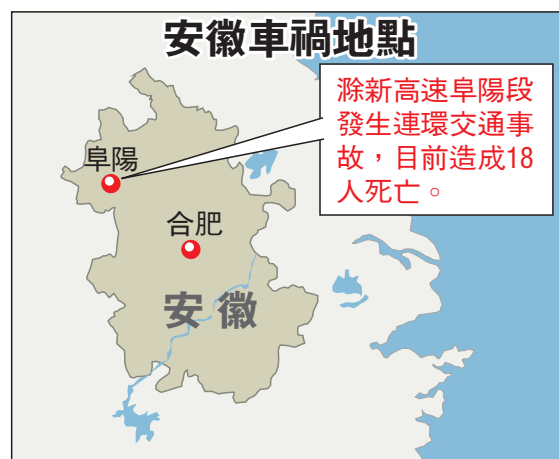 安徽車禍地點
滁新高速阜陽段
發生連環交通事
故，目前造成18
人死亡。
阜陽
合肥
安徽